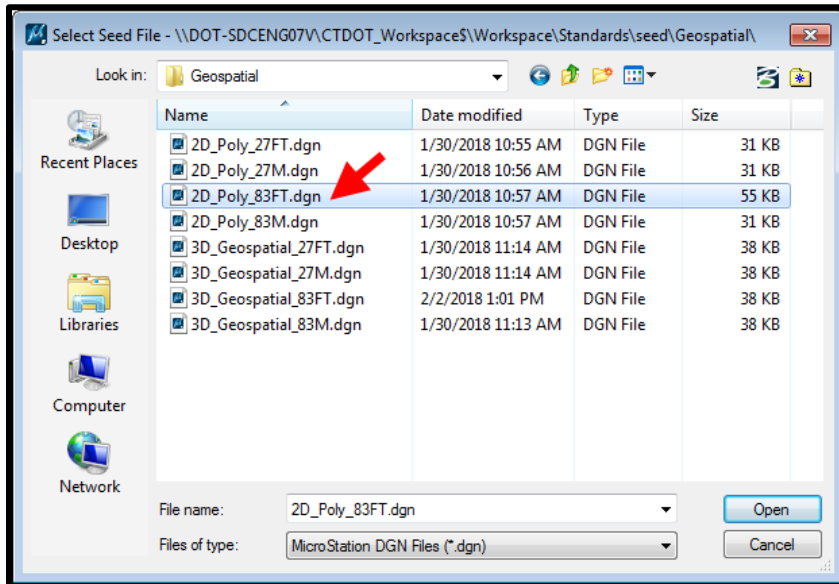 Select Seed File - \\DOT-SDCENG07V\CTDOT_Workspace$\Workspace\Standards\seed\Geospatial\
Look in: Geospatial
Name Date modified Type Size
2D_Poly_27FT.dgn 1/30/2018 10:55 AM DGN File 31 KB
2D_Poly_27M.dgn 1/30/2018 10:56 AM DGN File 31 KB
2D_Poly_83FT.dgn 1/30/2018 10:57 AM DGN File 55 KB
2D_Poly_83M.dgn 1/30/2018 10:57 AM DGN File 31 KB
3D_Geospatial_27FT.dgn 1/30/2018 11:14 AM DGN File 38 KB
3D_Geospatial_27M.dgn 1/30/2018 11:14 AM DGN File 38 KB
3D_Geospatial_83FT.dgn 2/2/2018 1:01 PM DGN File 38 KB
3D_Geospatial_83M.dgn 1/30/2018 11:13 AM DGN File 38 KB
Recent Places
Desktop
Libraries
Computer
Network
File name: 2D_Poly_83FT.dgn Open
Files of type: MicroStation DGN Files (*.dgn) Cancel